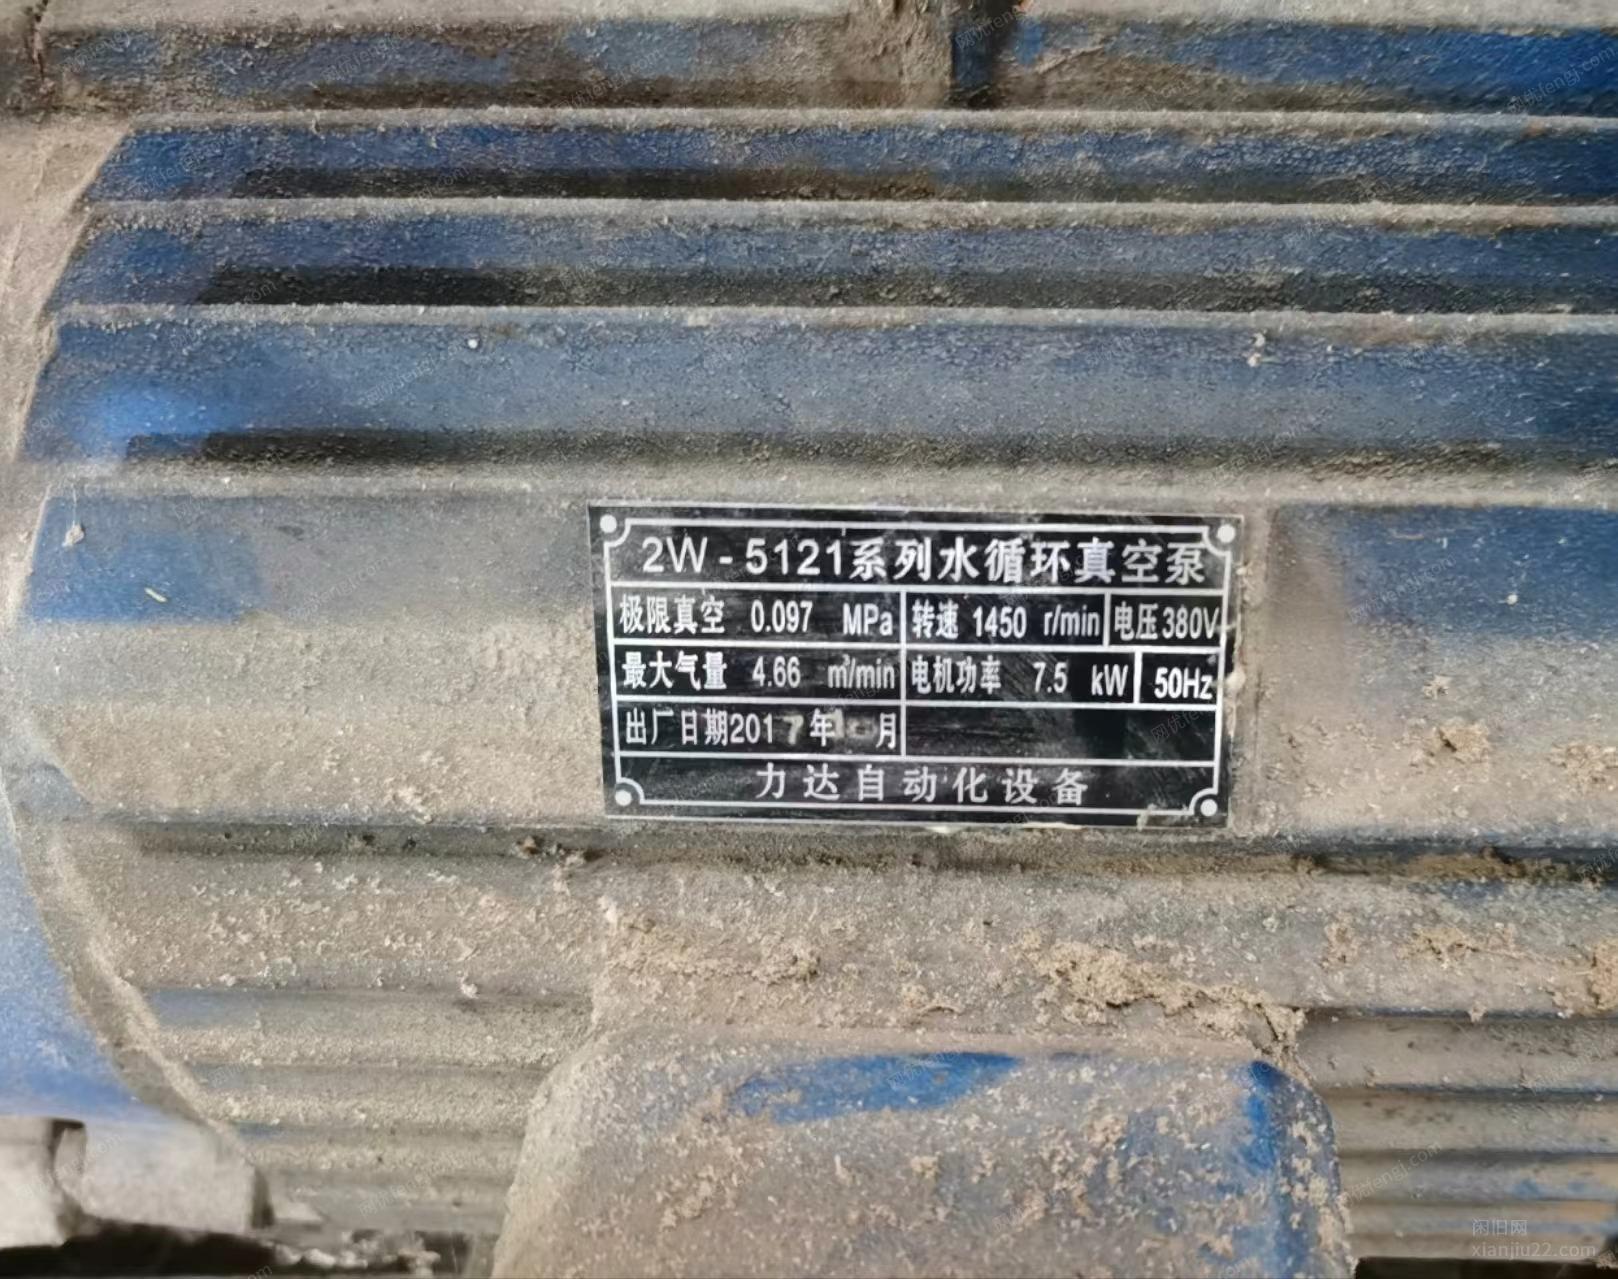 2W-5121系列水循环真空泵
极限真空 0.097 MPa 转速 1450 r/min 电压380V
最大气量 4.66 m³/min 电机功率 7.5 kW 50Hz
出厂日期2017年 月
力达自动化设备
闲旧网
xianjiu22.com